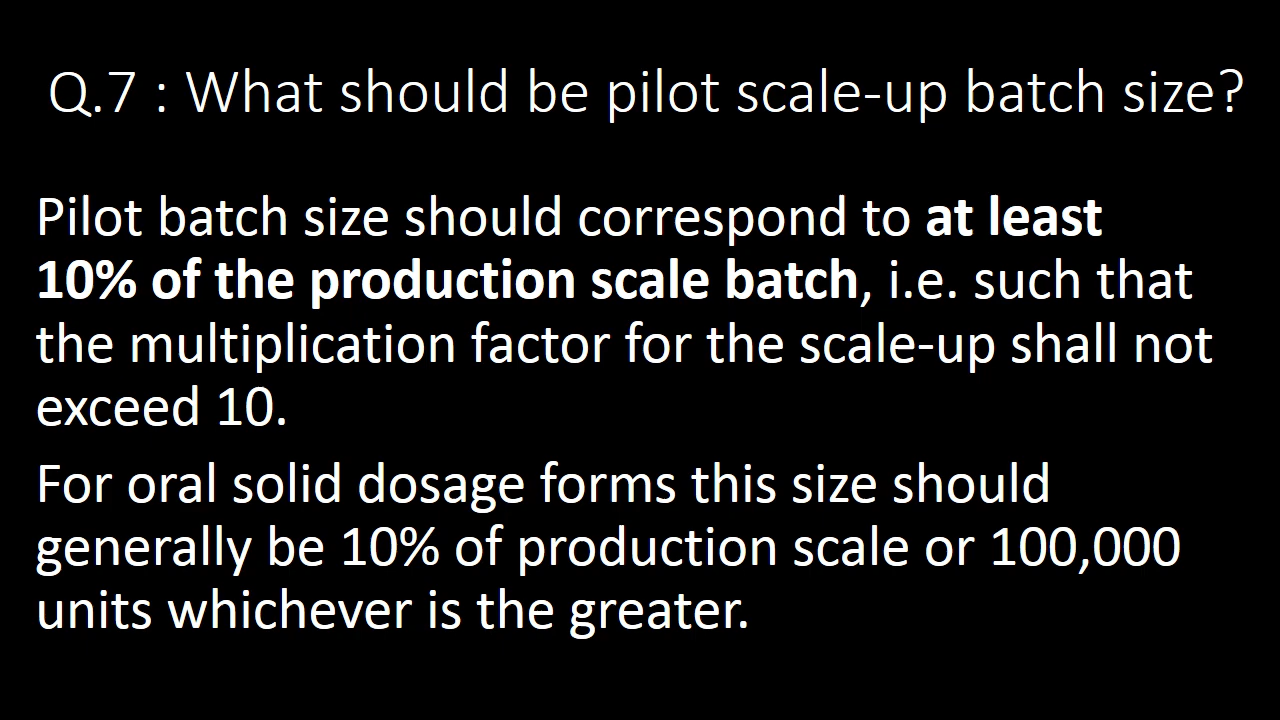 Q.7 : What should be pilot scale-up batch size?
Pilot batch size should correspond to at least
10% of the production scale batch, i.e. such that
the multiplication factor for the scale-up shall not
exceed 10.
For oral solid dosage forms this size should
generally be 10% of production scale or 100,000
units whichever is the greater.